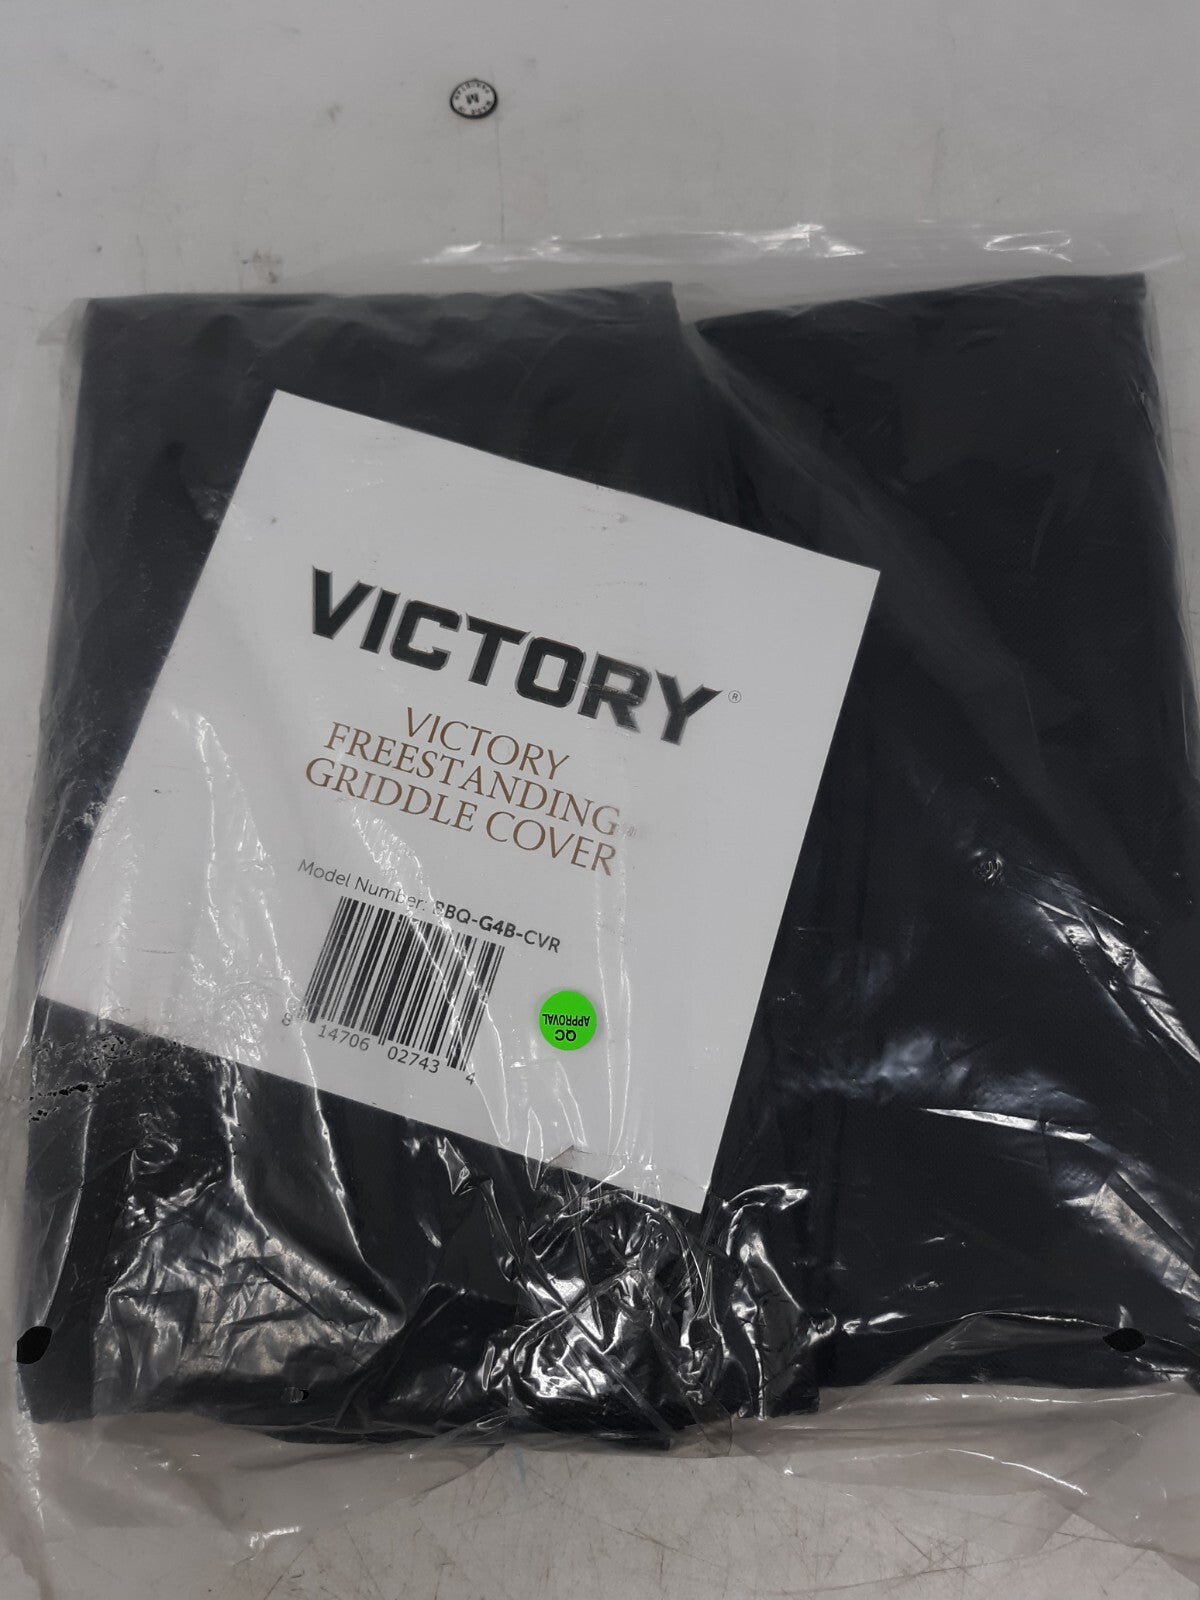 VICTORY®
VICTORY
FREESTANDING
GRIDDLE COVER
Model Number: BBQ-G4B-CVR
8 14706 02743 4
QC
APPROVAL
M